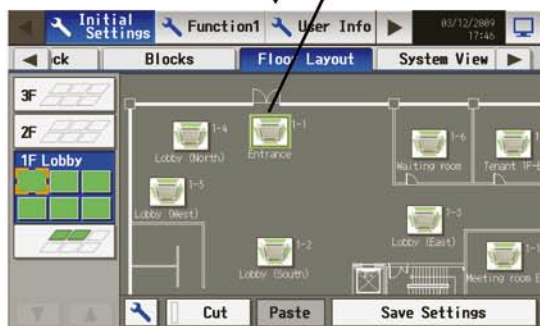 Initial Settings
Function1
User Info
03/12/2009
17:46
ck
Blocks
Floor Layout
System View
3F
2F
1F Lobby
1-4
Lobby (North)
1-1
Entrance
1-6
Waiting room
Tenant 1F-
1-5
Lobby (West)
1-2
Lobby (South)
1-3
Lobby (East)
Meeting room
Cut
Paste
Save Settings